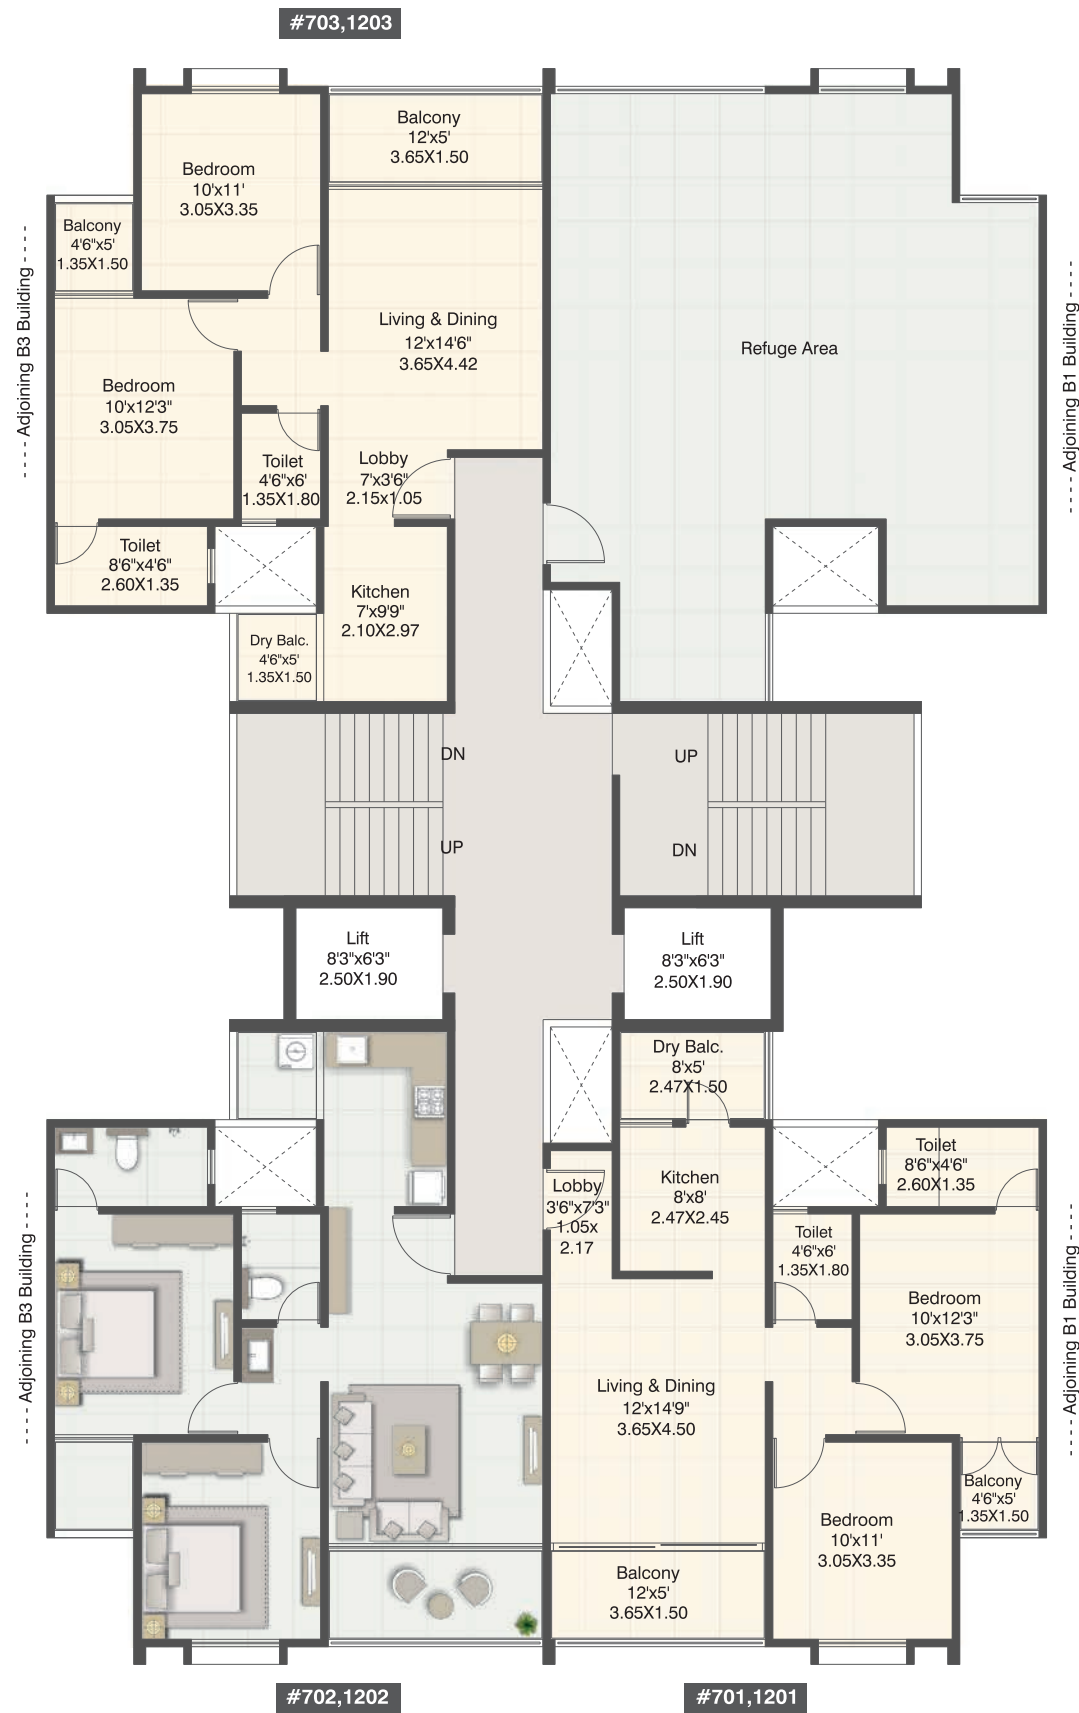 #703,1203
Balcony
12'x5'
3.65X1.50
Bedroom
10'x11'
3.05X3.35
Balcony
4'6"x5'
1.35X1.50
---- Adjoining B3 Building ----
Living & Dining
12'x14'6"
3.65X4.42
Refuge Area
---- Adjoining B1 Building ----
Bedroom
10'x12'3"
3.05X3.75
Toilet
4'6"x6'
1.35X1.80
Lobby
7'x3'6"
2.15x1.05
Toilet
8'6"x4'6"
2.60X1.35
Kitchen
7'x9'9"
2.10X2.97
Dry Balc.
4'6"x5'
1.35X1.50
DN
UP
UP
DN
Lift
8'3"x6'3"
2.50X1.90
Lift
8'3"x6'3"
2.50X1.90
Dry Balc.
8'x5'
2.47X1.50
Toilet
8'6"x4'6"
2.60X1.35
Kitchen
8'x8'
2.47X2.45
Lobby
3'6"x7'3"
1.05x
2.17
Toilet
4'6"x6'
1.35X1.80
---- Adjoining B3 Building ----
Bedroom
10'x12'3"
3.05X3.75
---- Adjoining B1 Building ----
Living & Dining
12'x14'9"
3.65X4.50
Balcony
4'6"x5'
1.35X1.50
Bedroom
10'x11'
3.05X3.35
Balcony
12'x5'
3.65X1.50
#702,1202
#701,1201